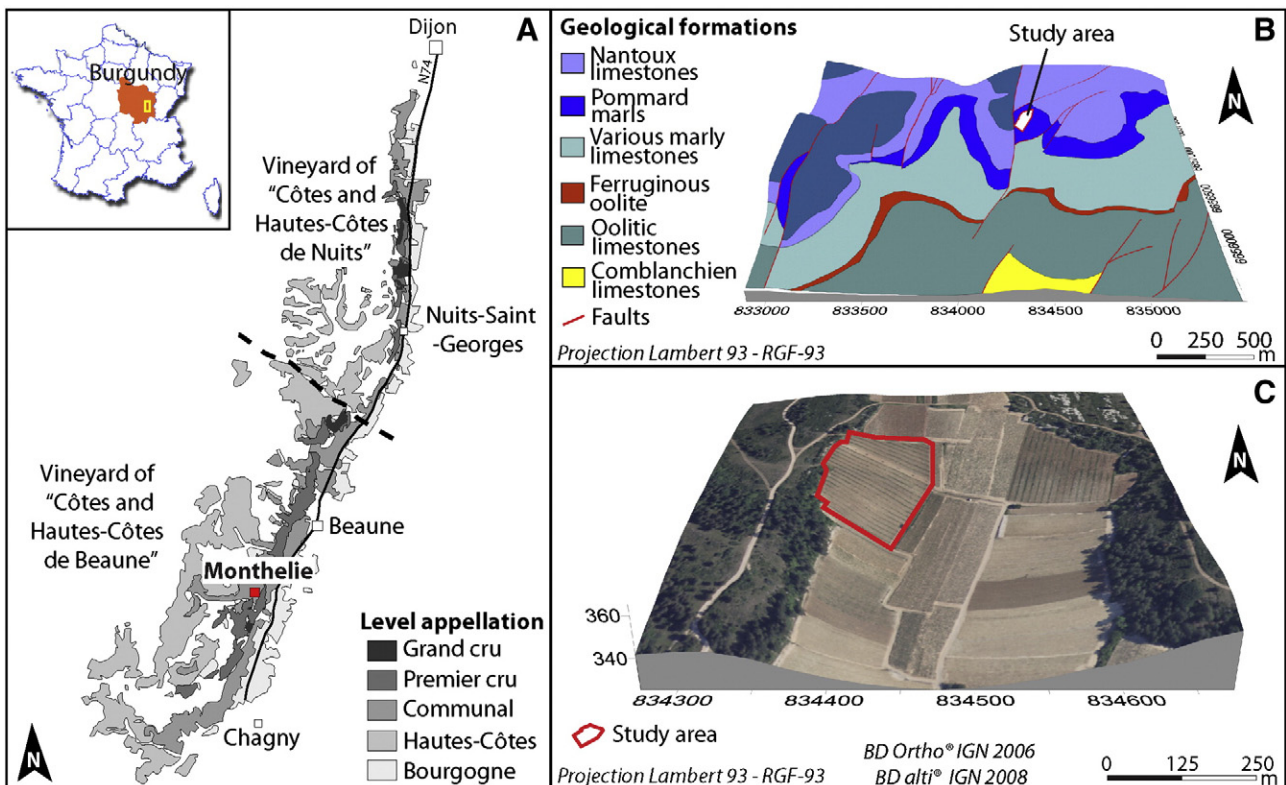 A
Burgundy
Dijon
N74
Vineyard of
"Côtes and
Hautes-Côtes
de Nuits"
Nuits-Saint
-Georges
Vineyard of
"Côtes and
Hautes-Côtes
de Beaune"
Beaune
Monthelie
Chagny
Level appellation
Grand cru
Premier cru
Communal
Hautes-Côtes
Bourgogne
N
B
Geological formations
Nantoux
limestones
Pommard
marls
Various marly
limestones
Ferruginous
oolite
Oolitic
limestones
Comblanchien
limestones
Faults
Study area
N
833000 833500 834000 834500 835000
6658000
Projection Lambert 93 - RGF-93
0 250 500
m
C
N
360
340
834300 834400 834500 834600
Study area
Projection Lambert 93 - RGF-93
BD Ortho® IGN 2006
BD alti® IGN 2008
0 125 250
m